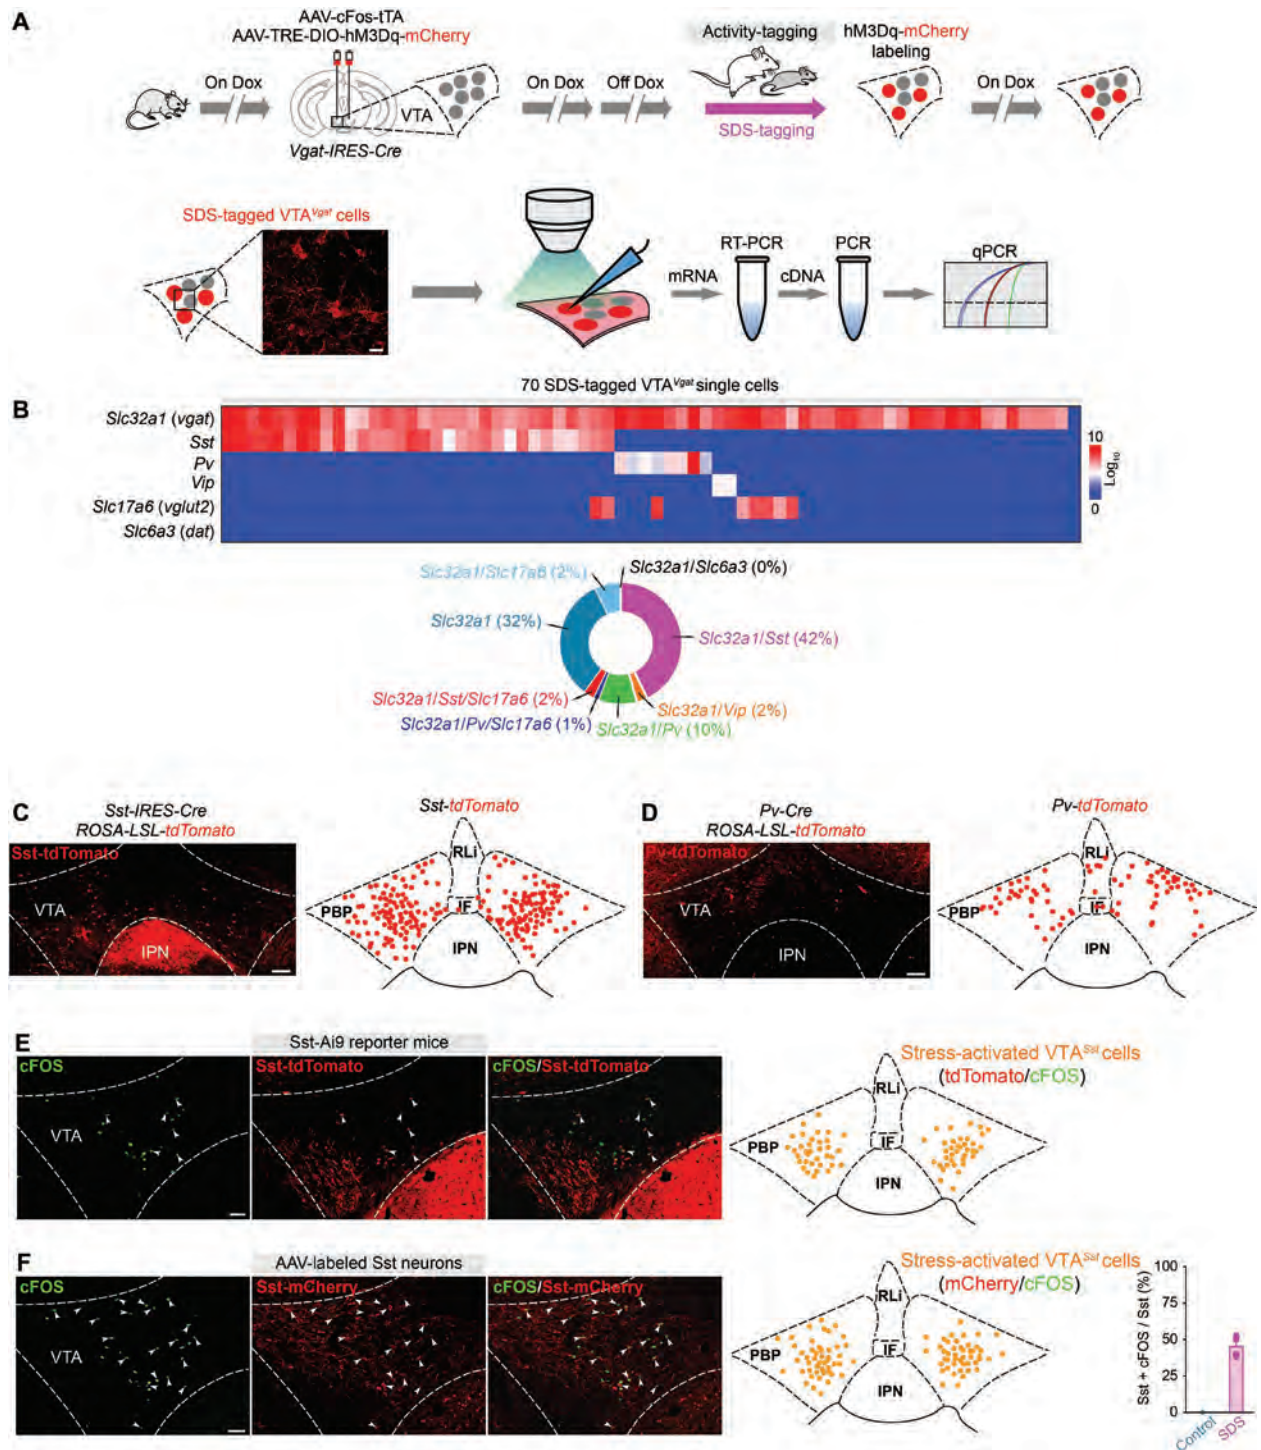 A
AAV-cFos-tTA
AAV-TRE-DIO-hM3Dq-mCherry
On Dox
VTA
Vgat-IRES-Cre
On Dox
Off Dox
Activity-tagging
SDS-tagging
hM3Dq-mCherry
labeling
On Dox
SDS-tagged VTAVgat cells
mRNA
RT-PCR
cDNA
PCR
qPCR
70 SDS-tagged VTAVgat single cells
B
Slc32a1 (vgat)
Sst
Pv
Vip
Slc17a6 (vglut2)
Slc6a3 (dat)
10
Log10
0
Slc32a1/Slc17a6 (2%)
Slc32a1/Slc6a3 (0%)
Slc32a1 (32%)
Slc32a1/Sst (42%)
Slc32a1/Sst/Slc17a6 (2%)
Slc32a1/Vip (2%)
Slc32a1/Pv/Slc17a6 (1%)
Slc32a1/Pv (10%)
C
Sst-IRES-Cre
ROSA-LSL-tdTomato
Sst-tdTomato
VTA
IPN
Sst-tdTomato
RLi
PBP
IF
IPN
D
Pv-Cre
ROSA-LSL-tdTomato
Pv-tdTomato
VTA
IPN
Pv-tdTomato
RLi
PBP
IF
IPN
E
Sst-Ai9 reporter mice
cFOS
Sst-tdTomato
cFOS/Sst-tdTomato
VTA
Stress-activated VTASst cells
(tdTomato/cFOS)
RLi
PBP
IF
IPN
F
AAV-labeled Sst neurons
cFOS
Sst-mCherry
cFOS/Sst-mCherry
VTA
Stress-activated VTASst cells
(mCherry/cFOS)
RLi
PBP
IF
IPN
Sst + cFOS / Sst (%)
100
75
50
25
0
Control
SDS